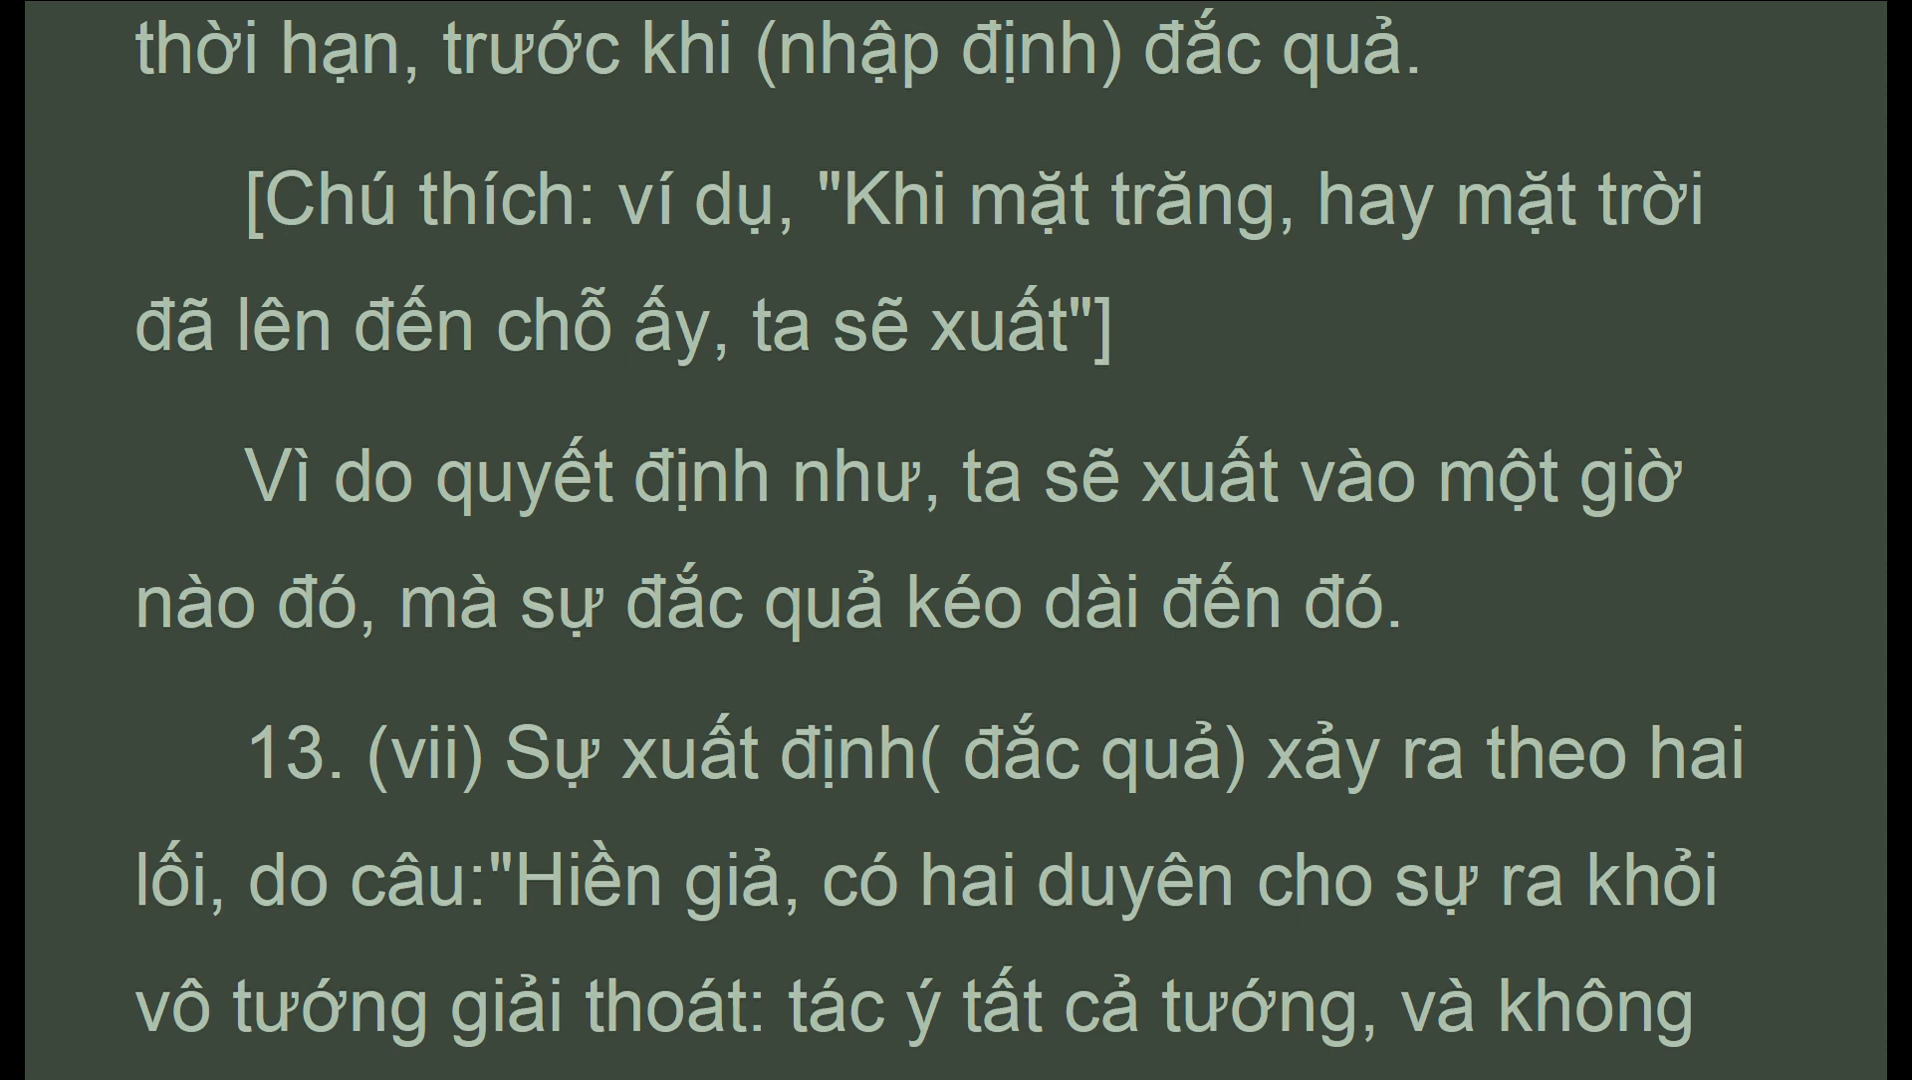 thời hạn, trước khi (nhập định) đắc quả.
[Chú thích: ví dụ, "Khi mặt trăng, hay mặt trời
đã lên đến chỗ ấy, ta sẽ xuất"]
Vì do quyết định như, ta sẽ xuất vào một giờ
nào đó, mà sự đắc quả kéo dài đến đó.
13. (vii) Sự xuất định( đắc quả) xảy ra theo hai
lối, do câu:"Hiền giả, có hai duyên cho sự ra khỏi
vô tướng giải thoát: tác ý tất cả tướng, và không